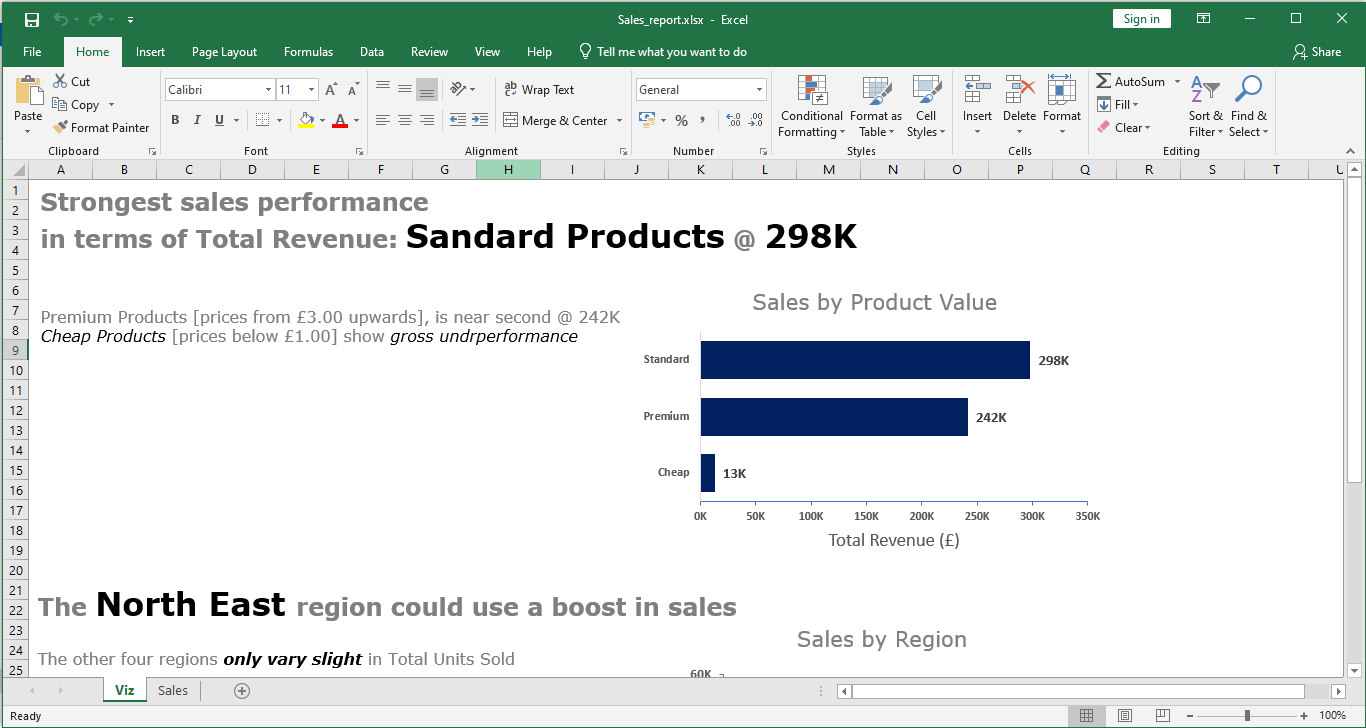 Sales_report.xlsx - Excel
Sign in
File Home Insert Page Layout Formulas Data Review View Help Tell me what you want to do Share
Paste
Cut
Copy
Format Painter
Clipboard
Calibri 11
B I U
Font
Wrap Text
Merge & Center
Alignment
General
% ,
Number
Conditional Formatting
Format as Table
Cell Styles
Styles
Insert Delete Format
Cells
AutoSum
Fill
Clear
Sort & Filter
Find & Select
Editing
A B C D E F G H I J K L M N O P Q R S T U
1
2
3
4
5
6
7
8
9
10
11
12
13
14
15
16
17
18
19
20
21
22
23
24
25
Strongest sales performance
in terms of Total Revenue: Sandard Products @ 298K
Premium Products [prices from £3.00 upwards], is near second @ 242K
Cheap Products [prices below £1.00] show gross undrperformance
Sales by Product Value
Standard 298K
Premium 242K
Cheap 13K
0K 50K 100K 150K 200K 250K 300K 350K
Total Revenue (£)
The North East region could use a boost in sales
The other four regions only vary slight in Total Units Sold
Sales by Region
60K
Viz Sales
Ready
100%